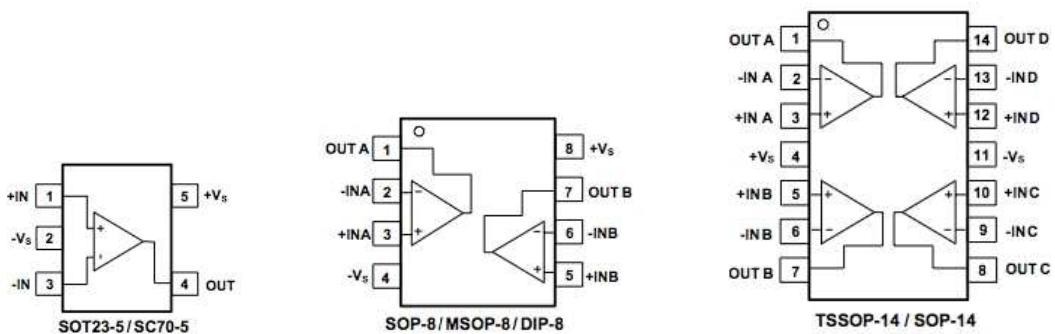 +IN 1 5 +Vs
-Vs 2
-IN 3 4 OUT
SOT23-5 / SC70-5
OUT A 1 8 +Vs
-INA 2 7 OUT B
+INA 3 6 -INB
-Vs 4 5 +INB
SOP-8 / MSOP-8 / DIP-8
OUT A 1 14 OUT D
-IN A 2 13 -IND
+IN A 3 12 +IND
+Vs 4 11 -Vs
+INB 5 10 +INC
-INB 6 9 -INC
OUT B 7 8 OUT C
TSSOP-14 / SOP-14